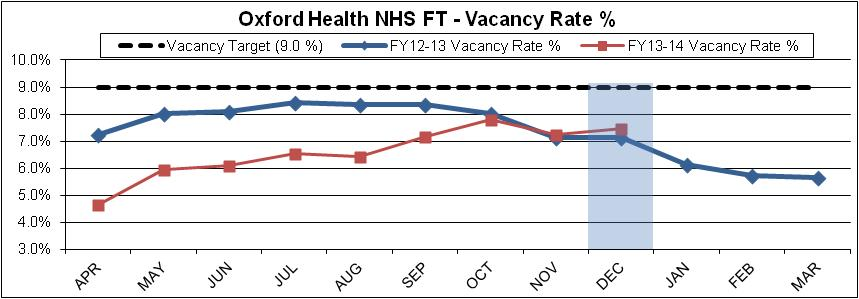 Oxford Health NHS FT - Vacancy Rate %
Vacancy Target (9.0 %) FY12-13 Vacancy Rate % FY13-14 Vacancy Rate %
10.0%
9.0%
8.0%
7.0%
6.0%
5.0%
4.0%
3.0%
APR MAY JUN JUL AUG SEP OCT NOV DEC JAN FEB MAR